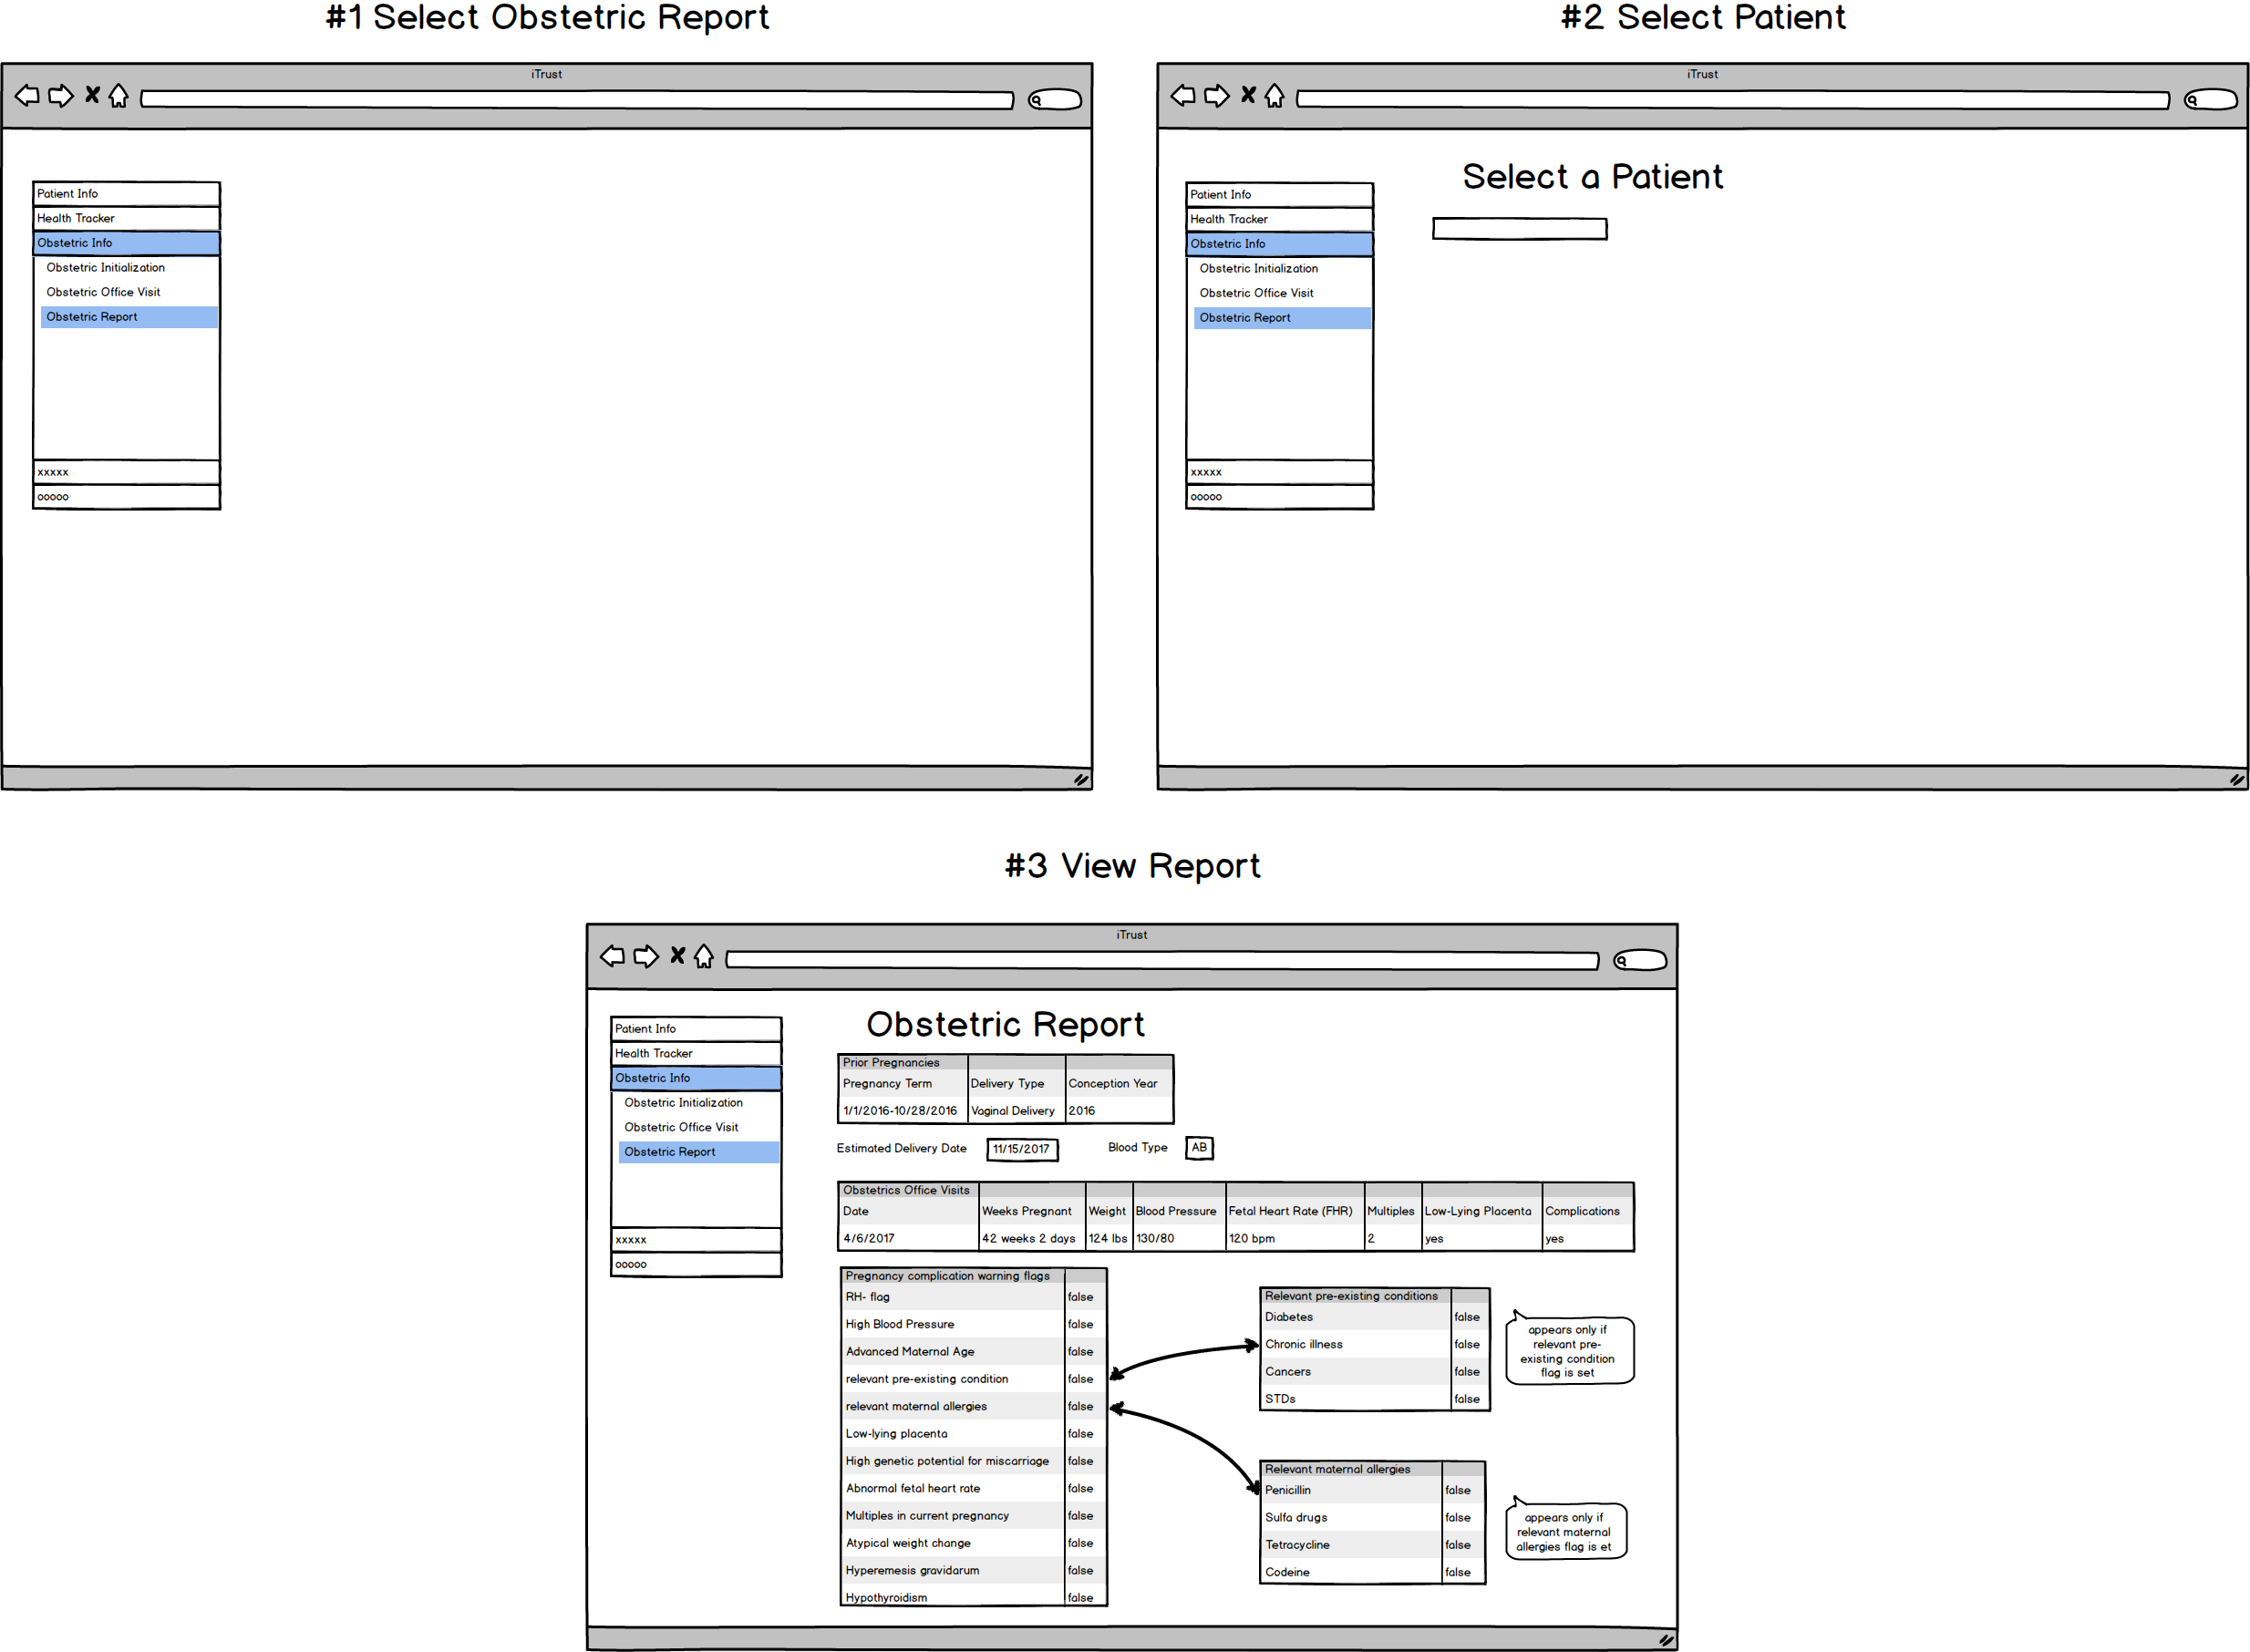 #1 Select Obstetric Report
iTrust
Patient Info
Health Tracker
Obstetric Info
Obstetric Initialization
Obstetric Office Visit
Obstetric Report
xxxxx
ooooo
#2 Select Patient
iTrust
Select a Patient
Patient Info
Health Tracker
Obstetric Info
Obstetric Initialization
Obstetric Office Visit
Obstetric Report
xxxxx
ooooo
#3 View Report
iTrust
Patient Info
Health Tracker
Obstetric Info
Obstetric Initialization
Obstetric Office Visit
Obstetric Report
xxxxx
ooooo
Obstetric Report
Prior Pregnancies
Pregnancy Term Delivery Type Conception Year
1/1/2016-10/28/2016 Vaginal Delivery 2016
Estimated Delivery Date 11/15/2017 Blood Type AB
Obstetrics Office Visits
Date Weeks Pregnant Weight Blood Pressure Fetal Heart Rate (FHR) Multiples Low-Lying Placenta Complications
4/6/2017 42 weeks 2 days 124 lbs 130/80 120 bpm 2 yes yes
Pregnancy complication warning flags
RH- flag false
High Blood Pressure false
Advanced Maternal Age false
relevant pre-existing condition false
relevant maternal allergies false
Low-lying placenta false
High genetic potential for miscarriage false
Abnormal fetal heart rate false
Multiples in current pregnancy false
Atypical weight change false
Hyperemesis gravidarum false
Hypothyroidism false
Relevant pre-existing conditions
Diabetes false
Chronic illness false
Cancers false
STDs false
appears only if
relevant pre-
existing condition
flag is set
Relevant maternal allergies
Penicillin false
Sulfa drugs false
Tetracycline false
Codeine false
appears only if
relevant maternal
allergies flag is et